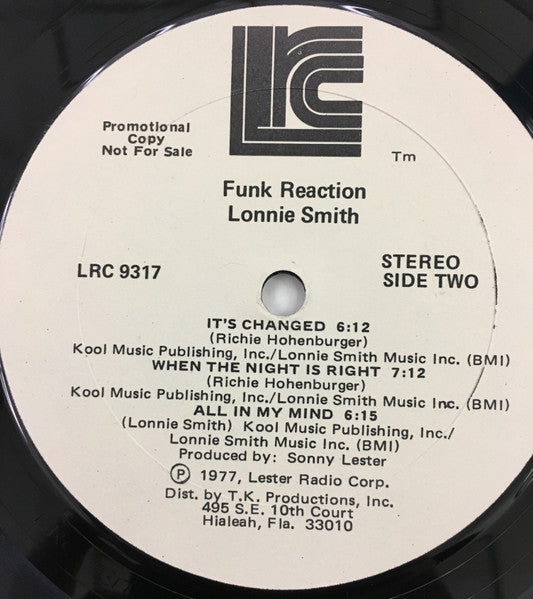 LRC
Promotional
Copy
Not For Sale
Tm
Funk Reaction
Lonnie Smith
LRC 9317
STEREO
SIDE TWO
IT'S CHANGED 6:12
(Richie Hohenburger)
Kool Music Publishing, Inc./Lonnie Smith Music Inc. (BMI)
WHEN THE NIGHT IS RIGHT 7:12
(Richie Hohenburger)
Kool Music Publishing, Inc./Lonnie Smith Music Inc. (BMI)
ALL IN MY MIND 6:15
(Lonnie Smith) Kool Music Publishing, Inc./
Lonnie Smith Music Inc. (BMI)
Produced by: Sonny Lester
Ⓟ 1977, Lester Radio Corp.
Dist. by T.K. Productions, Inc.
495 S.E. 10th Court
Hialeah, Fla. 33010